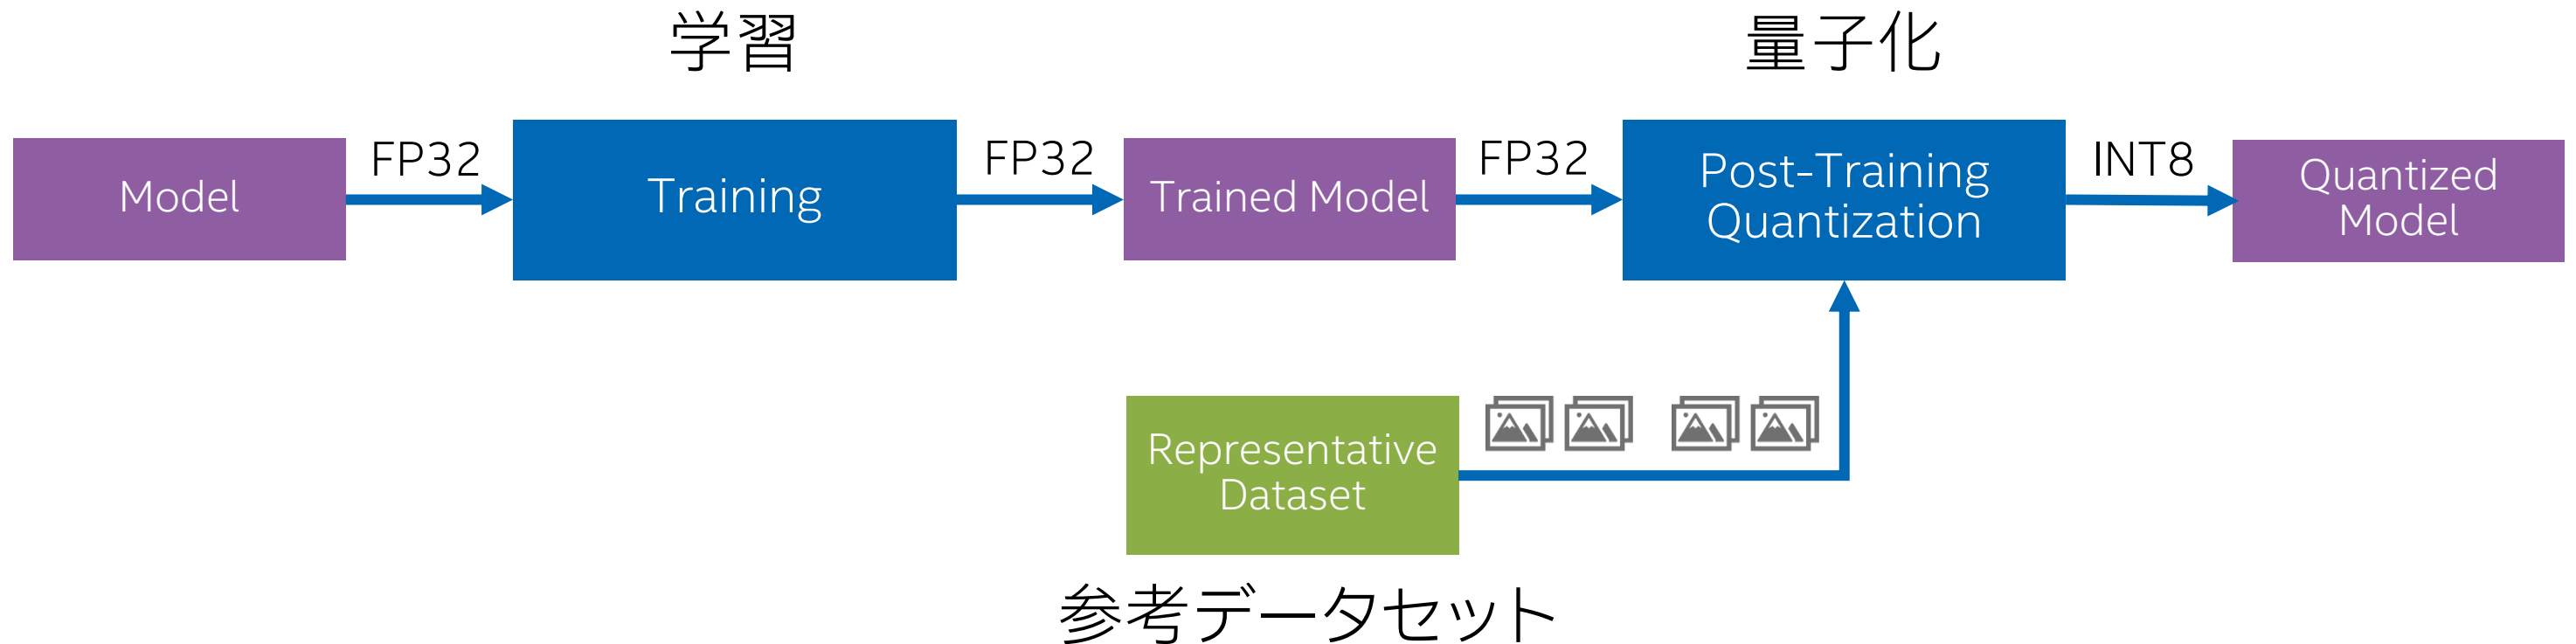 学習
量子化
Model
FP32
Training
FP32
Trained Model
FP32
Post-Training
Quantization
INT8
Quantized
Model
Representative
Dataset
参考データセット